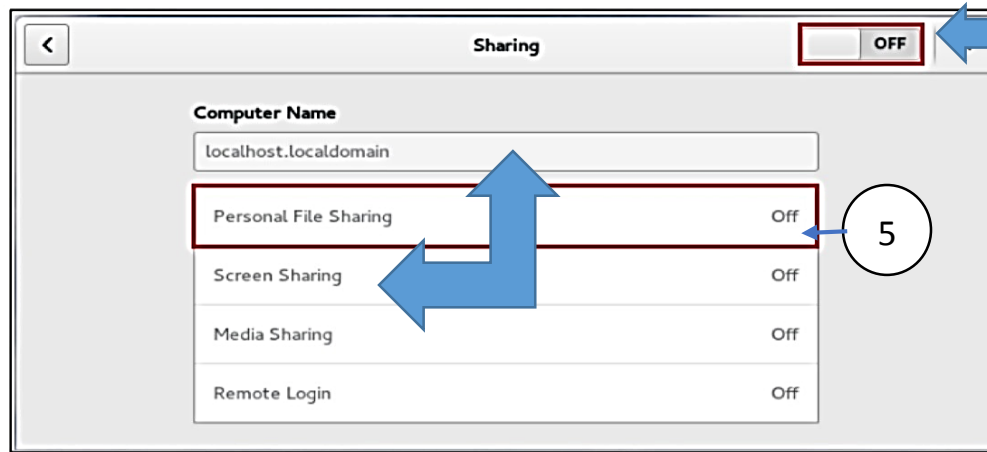 Sharing OFF
Computer Name
localhost.localdomain
Personal File Sharing Off
5
Screen Sharing Off
Media Sharing Off
Remote Login Off